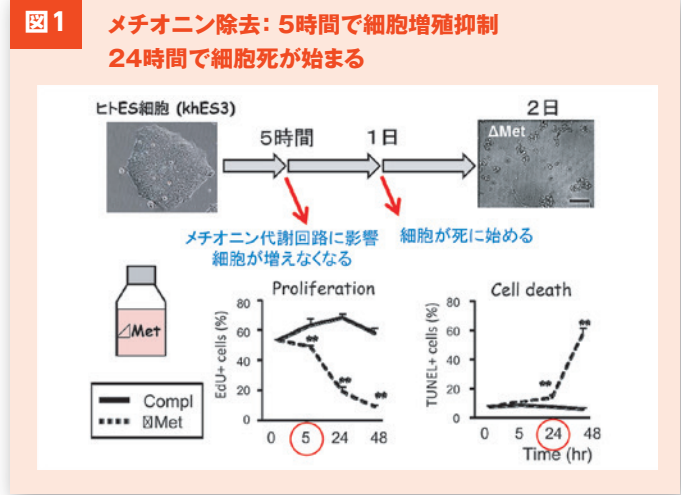 図1
メチオニン除去: 5時間で細胞増殖抑制
24時間で細胞死が始まる
ヒトES細胞 (khES3)
5時間
1日
2日
ΔMet
メチオニン代謝回路に影響
細胞が増えなくなる
細胞が死に始める
⊿Met
Compl
☒Met
Proliferation
EdU+ cells (%)
80
60
40
20
0
**
**
**
0 5 24 48
Cell death
TUNEL+ cells (%)
80
60
40
20
0
**
**
0 5 24 48
Time (hr)